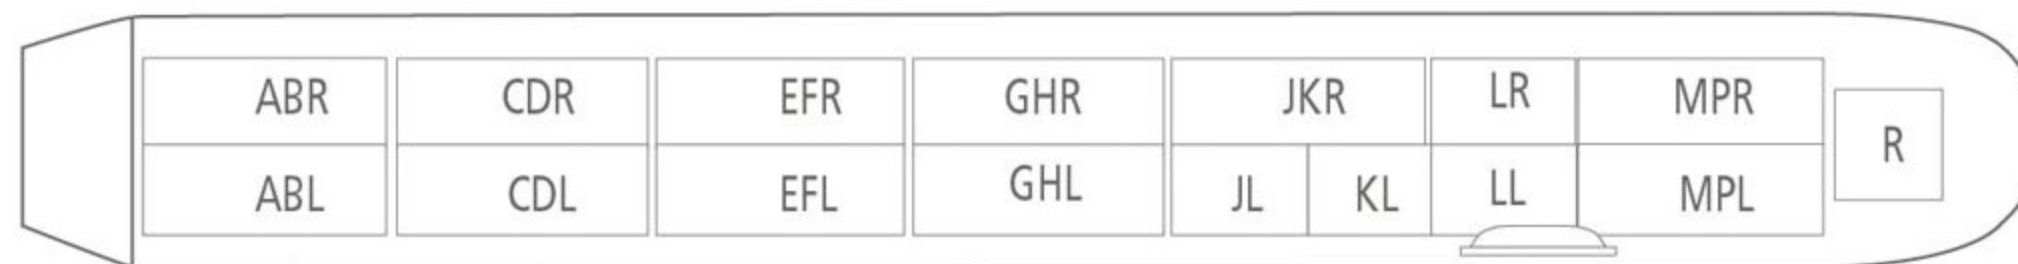 ABR CDR EFR GHR JKR LR MPR
R
ABL CDL EFL GHL JL KL LL MPL